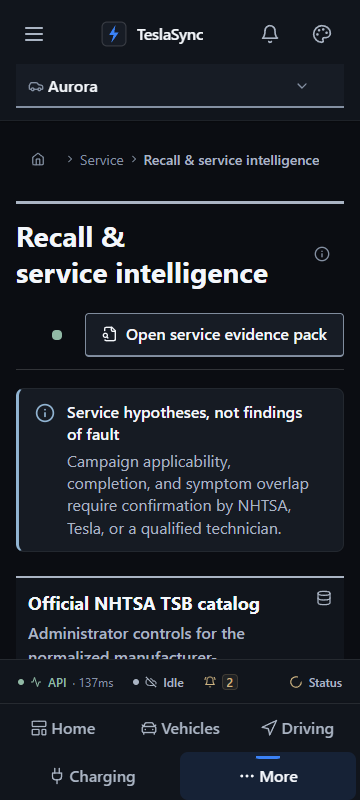 TeslaSync
Aurora
Service
Recall & service intelligence
Recall &
service intelligence
Open service evidence pack
Service hypotheses, not findings
of fault
Campaign applicability,
completion, and symptom overlap
require confirmation by NHTSA,
Tesla, or a qualified technician.
Official NHTSA TSB catalog
Administrator controls for the
normalized manufacturer-
API · 137ms
Idle
2
Status
Home
Vehicles
Driving
Charging
More